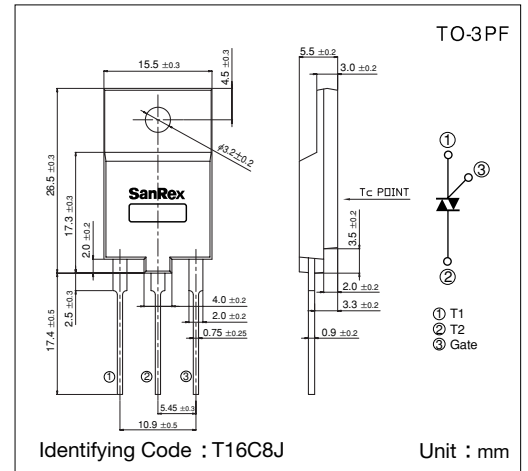 TO-3PF
15.5 ±0.3
4.5 ±0.3
5.5 ±0.2
3.0 ±0.2
φ3.2±0.2
26.5 ±0.3
17.3 ±0.3
2.0 ±0.2
SanRex
Tc POINT
3.5 ±0.2
①
③
②
17.4 ±0.5
2.5 ±0.3
4.0 ±0.2
2.0 ±0.2
0.75 ±0.25
2.0 ±0.2
3.3 ±0.2
0.9 ±0.2
① T1
② T2
③ Gate
① ② ③
5.45 ±0.3
10.9 ±0.5
Identifying Code：T16C8J
Unit：mm